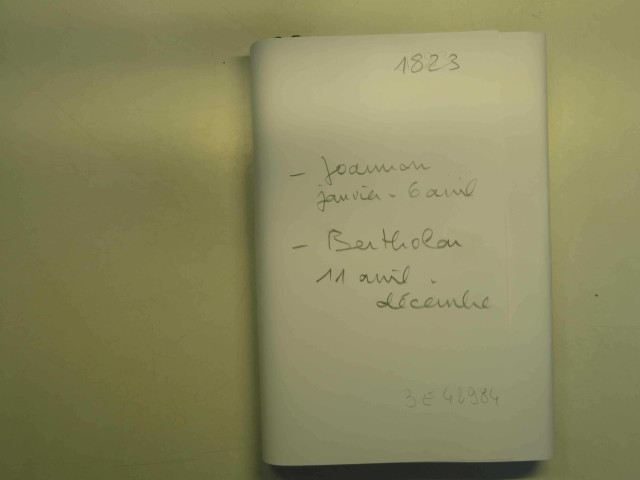 1823
- Joannon
janvier - 6 avril
- Bertholon
11 avril -
décembre
3 E 48984